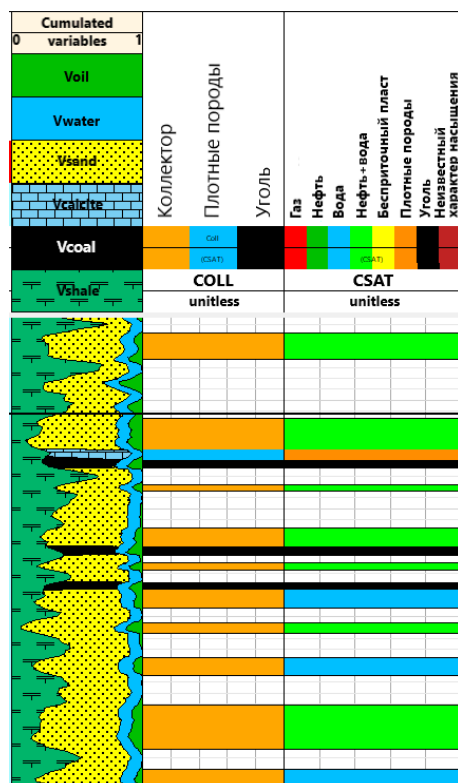 Cumulated
0 variables 1
Voil
Vwater
Vsand
Vcalcite
Vcoal
Vshale
Коллектор
Плотные породы
Уголь
Coll
(CSAT)
COLL
unitless
Газ
Нефть
Вода
Нефть+вода
Бесприточный пласт
Плотные породы
Уголь
Неизвестный
характер насыщения
(CSAT)
CSAT
unitless